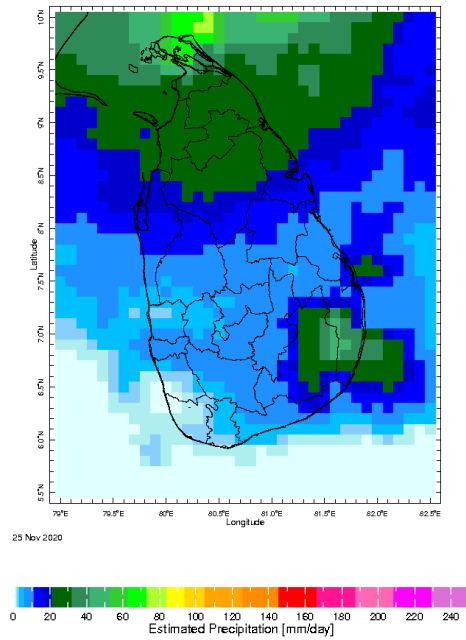 10°N
9.5°N
9°N
8.5°N
8°N
7.5°N
7.0°N
6.5°N
6.0°N
5.5°N
Latitude
79°E 79.5°E 80°E 80.5°E 81°E 81.5°E 82.0°E 82.5°E
Longitude
25 Nov 2020
0 20 40 60 80 100 120 140 160 180 200 220 240
Estimated Precipitation [mm/day]